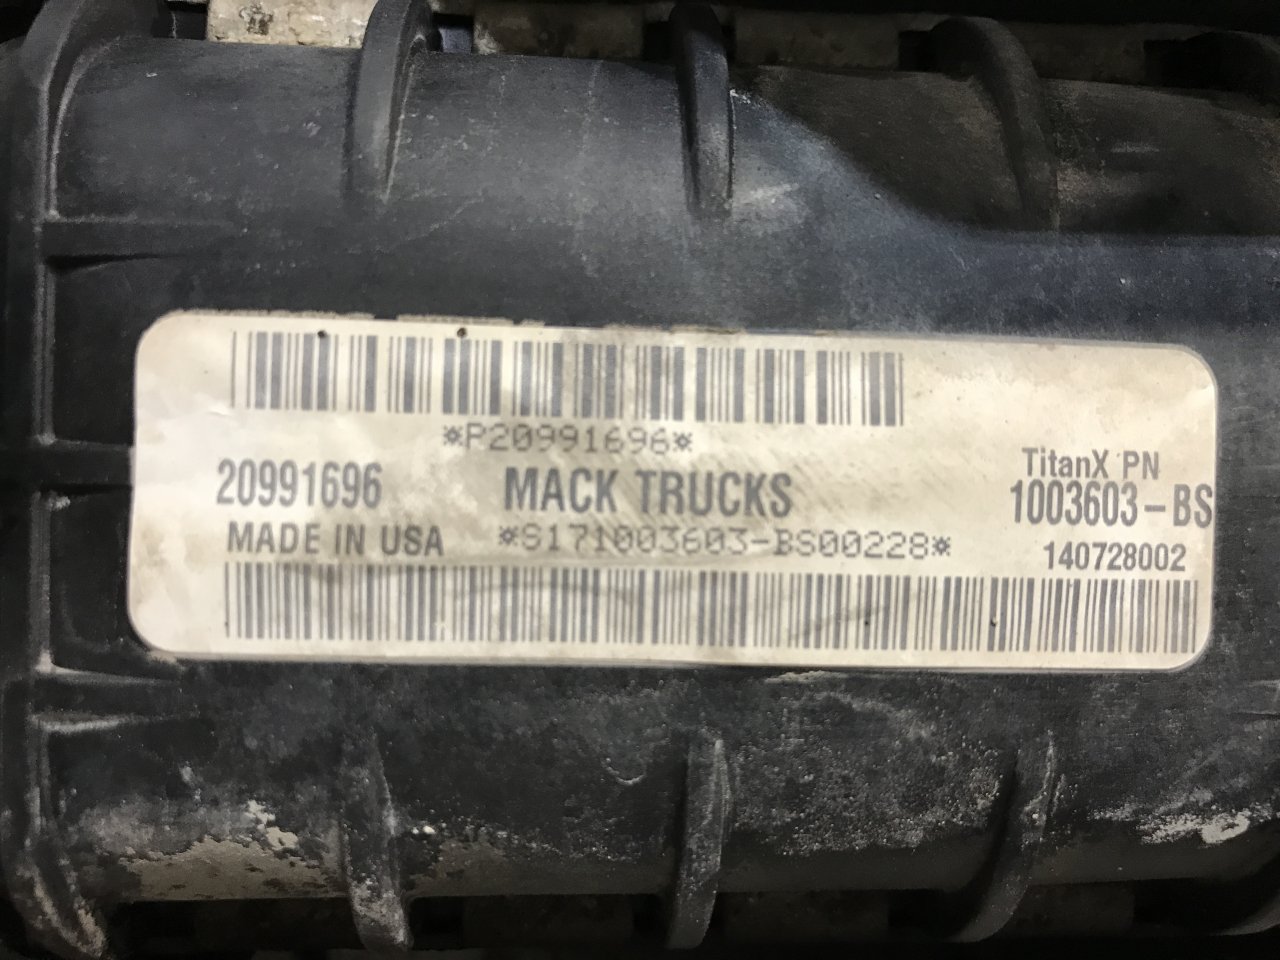 *P20991696*
20991696 MACK TRUCKS TitanX PN
1003603-BS
MADE IN USA *S171003603-BS00228* 140728002